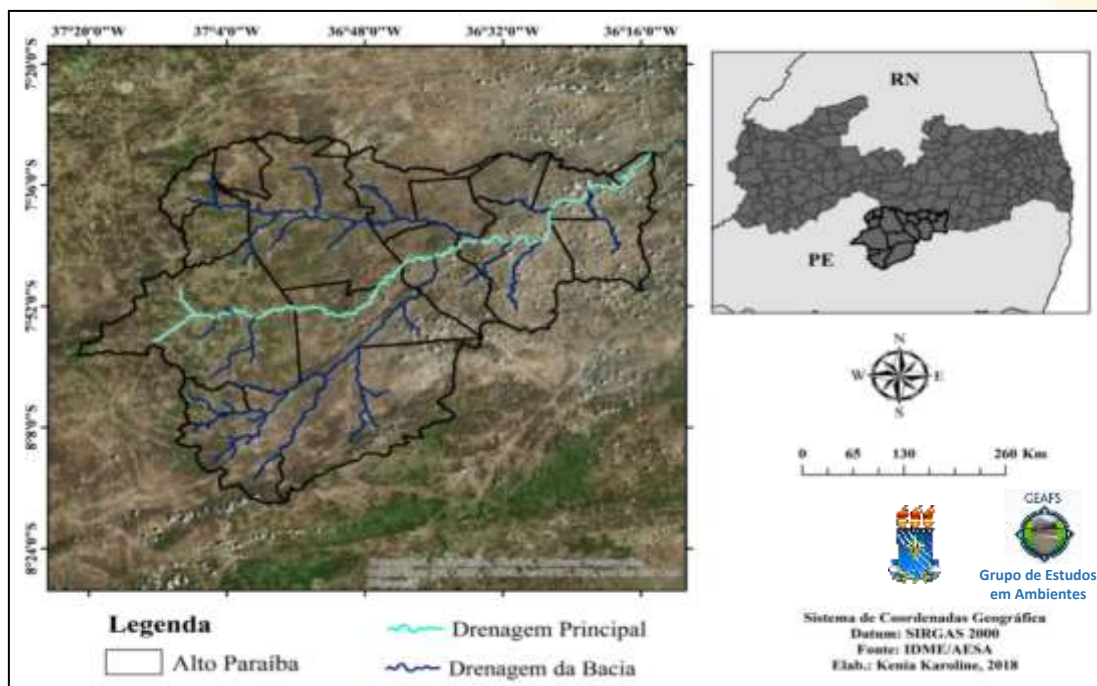 37°20'0"W 37°4'0"W 36°48'0"W 36°32'0"W 36°16'0"W
7°20'0"S
7°36'0"S
7°52'0"S
8°8'0"S
8°24'0"S
RN
PE
N
W E
S
0 65 130 260 Km
GEAFS
Grupo de Estudos
em Ambientes
Legenda
Alto Paraíba
Drenagem Principal
Drenagem da Bacia
Sistema de Coordenadas Geográfica
Datum: SIRGAS 2000
Fonte: IDME/AESA
Elab.: Kenia Karoline, 2018